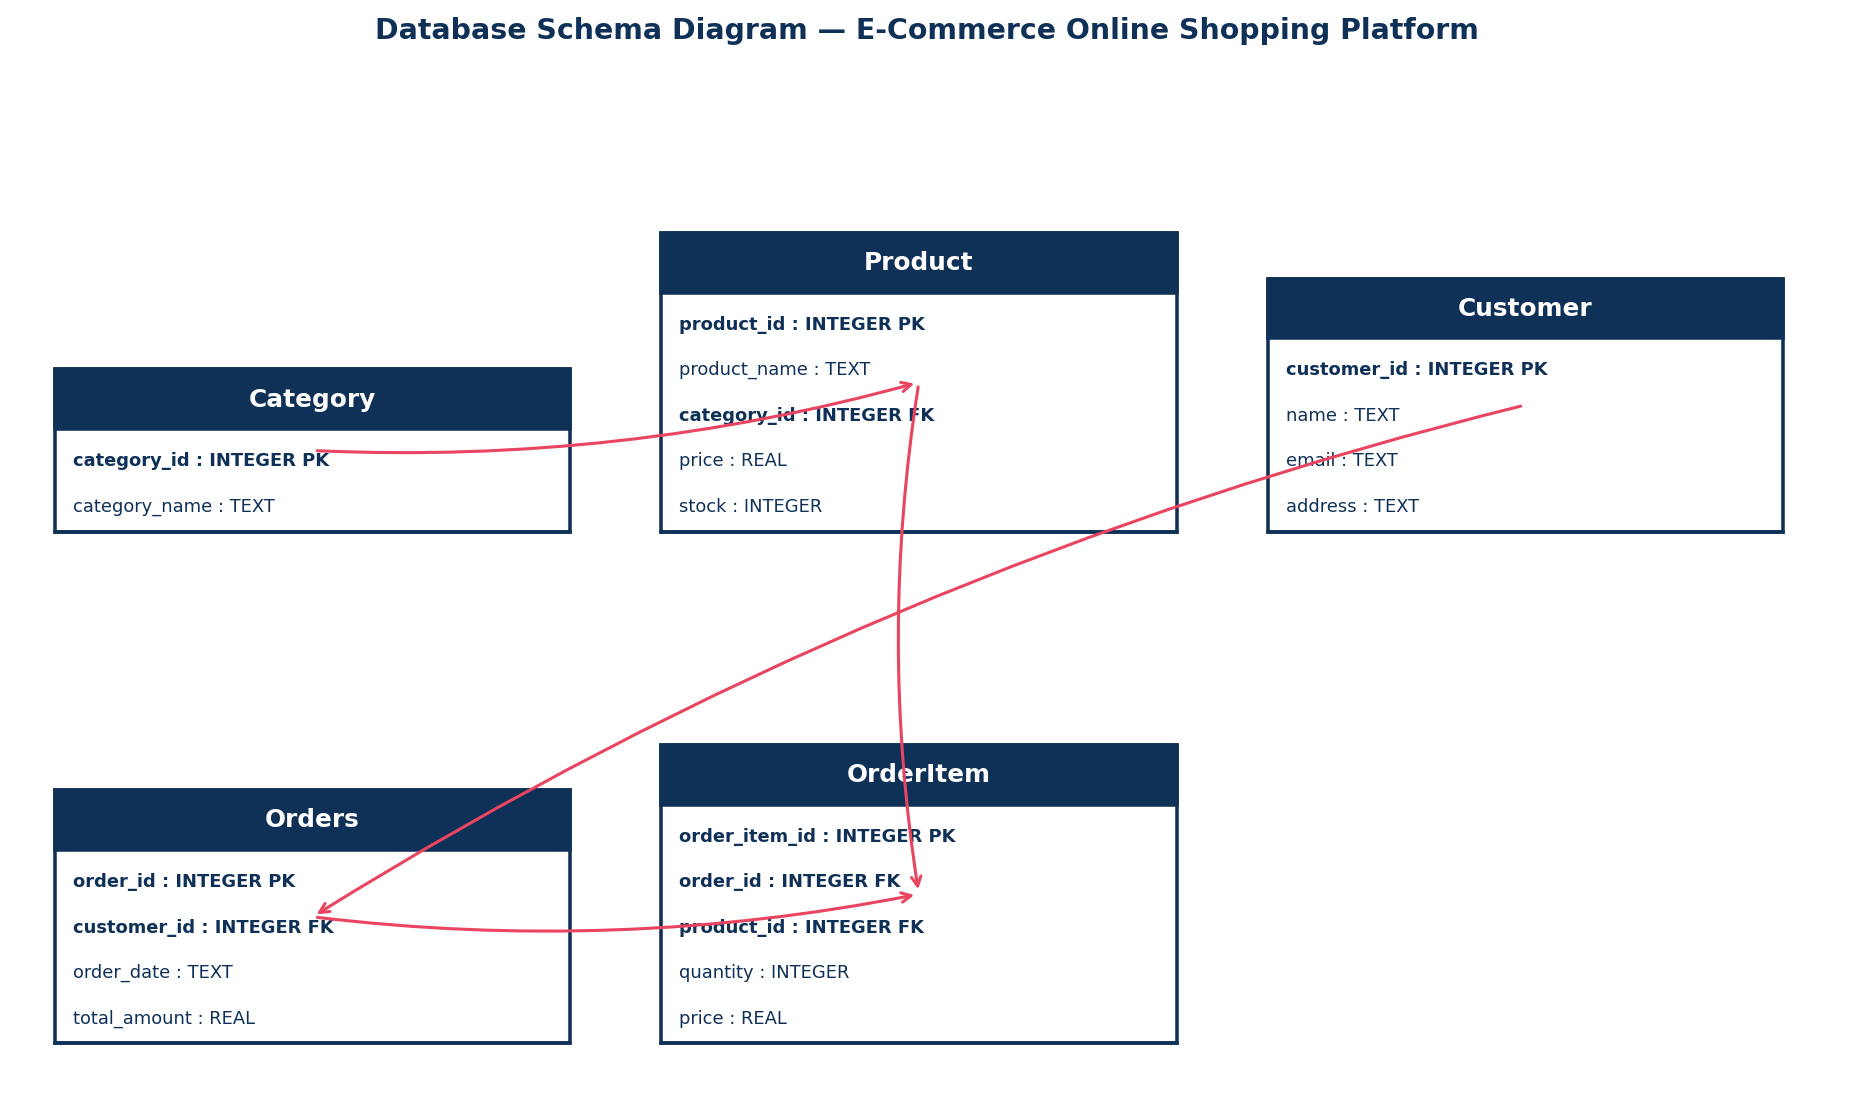 Database Schema Diagram — E-Commerce Online Shopping Platform
Category
category_id : INTEGER PK
category_name : TEXT
Product
product_id : INTEGER PK
product_name : TEXT
category_id : INTEGER FK
price : REAL
stock : INTEGER
Customer
customer_id : INTEGER PK
name : TEXT
email : TEXT
address : TEXT
Orders
order_id : INTEGER PK
customer_id : INTEGER FK
order_date : TEXT
total_amount : REAL
OrderItem
order_item_id : INTEGER PK
order_id : INTEGER FK
product_id : INTEGER FK
quantity : INTEGER
price : REAL